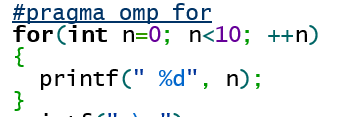 #pragma omp for
for(int n=0; n<10; ++n)
{
  printf(" %d", n);
}